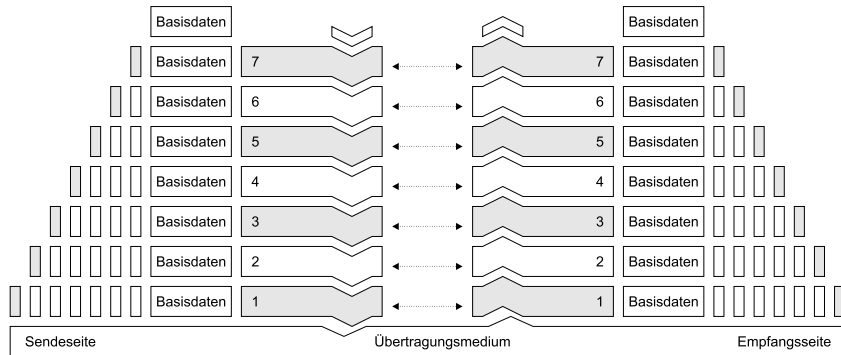 Basisdaten Basisdaten
Basisdaten 7 7 Basisdaten
Basisdaten 6 6 Basisdaten
Basisdaten 5 5 Basisdaten
Basisdaten 4 4 Basisdaten
Basisdaten 3 3 Basisdaten
Basisdaten 2 2 Basisdaten
Basisdaten 1 1 Basisdaten
Sendeseite Übertragungsmedium Empfangsseite